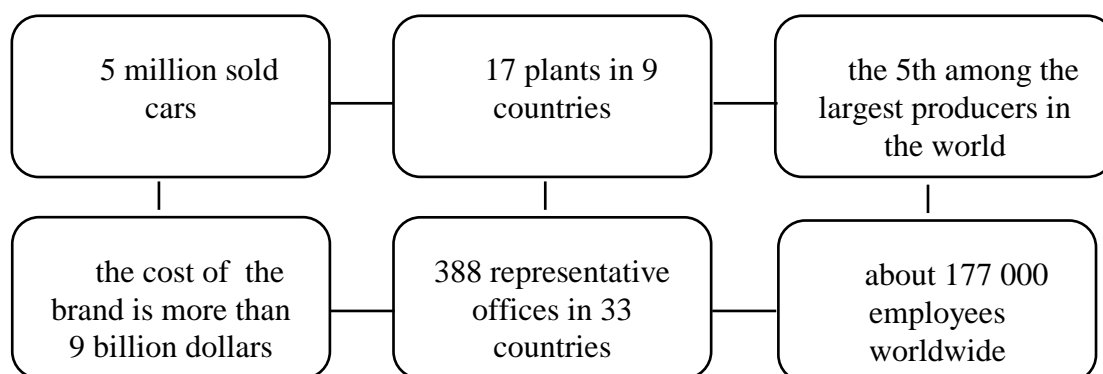 5 million sold
cars
17 plants in 9
countries
the 5th among the
largest producers in
the world
the cost of the
brand is more than
9 billion dollars
388 representative
offices in 33
countries
about 177 000
employees
worldwide